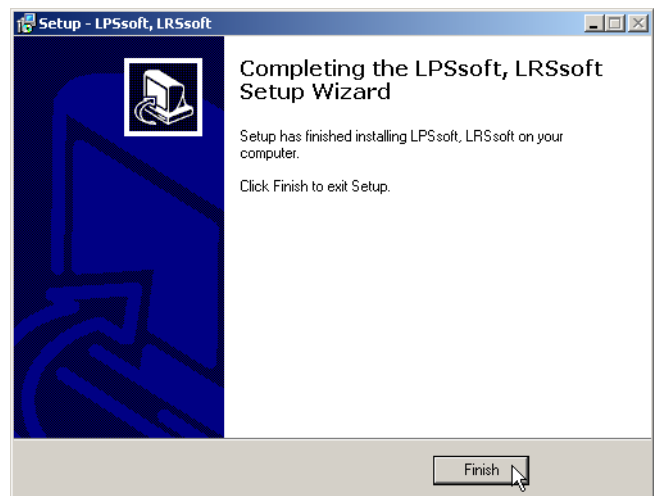 Setup - LPSsoft, LRSsoft
Completing the LPSsoft, LRSsoft
Setup Wizard
Setup has finished installing LPSsoft, LRSsoft on your
computer.
Click Finish to exit Setup.
Finish